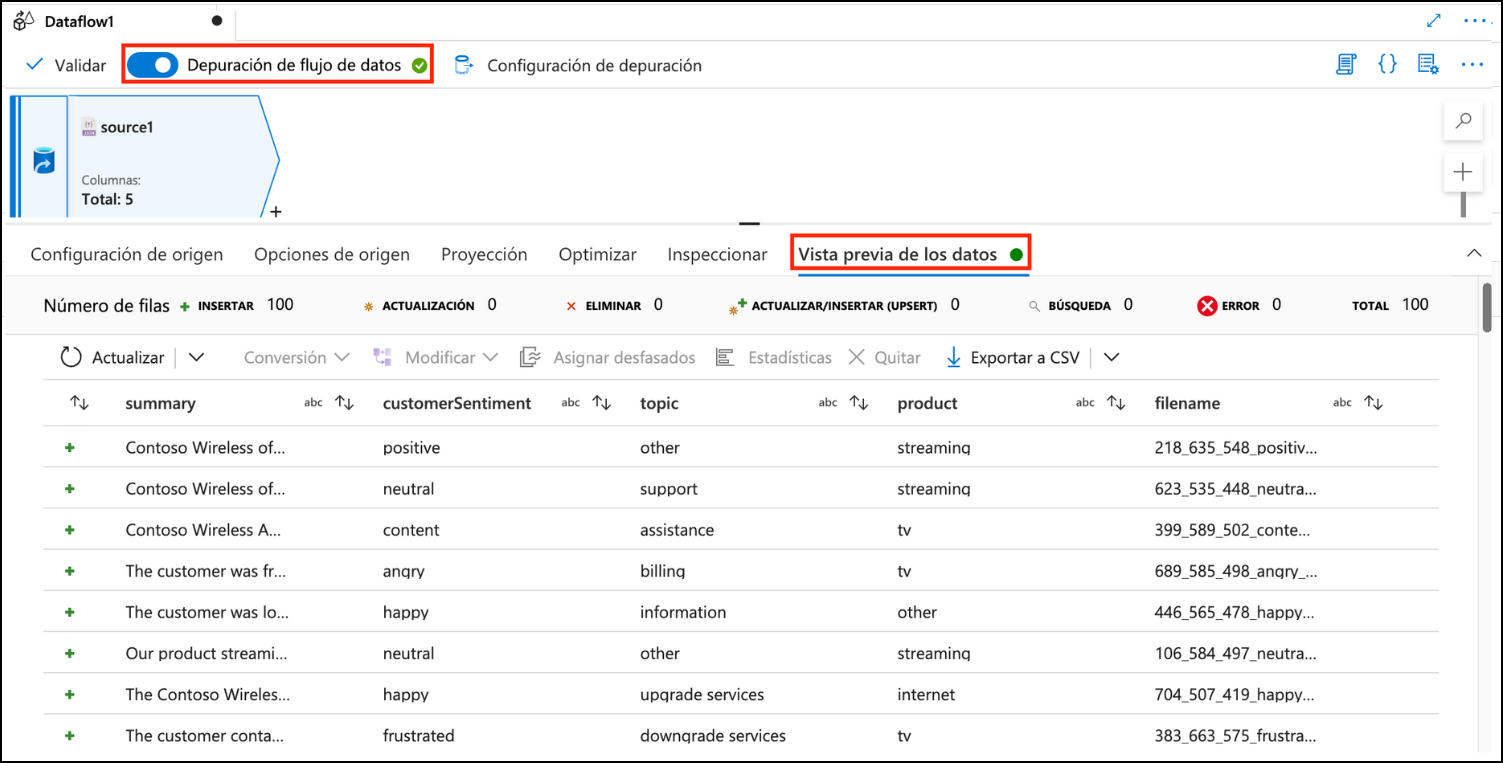 Dataflow1
Validar Depuración de flujo de datos Configuración de depuración
source1
Columnas:
Total: 5
Configuración de origen Opciones de origen Proyección Optimizar Inspeccionar Vista previa de los datos
Número de filas INSERTAR 100 ACTUALIZACIÓN 0 ELIMINAR 0 ACTUALIZAR/INSERTAR (UPSERT) 0 BÚSQUEDA 0 ERROR 0 TOTAL 100
Actualizar Conversión Modificar Asignar desfasados Estadísticas Quitar Exportar a CSV
summary abc customerSentiment abc topic abc product abc filename abc
Contoso Wireless of... positive other streaming 218_635_548_positiv...
Contoso Wireless of... neutral support streaming 623_535_448_neutra...
Contoso Wireless A... content assistance tv 399_589_502_conte...
The customer was fr... angry billing tv 689_585_498_angry_...
The customer was lo... happy information other 446_565_478_happy...
Our product streami... neutral other streaming 106_584_497_neutra...
The Contoso Wireles... happy upgrade services internet 704_507_419_happy...
The customer conta... frustrated downgrade services tv 383_663_575_frustra...